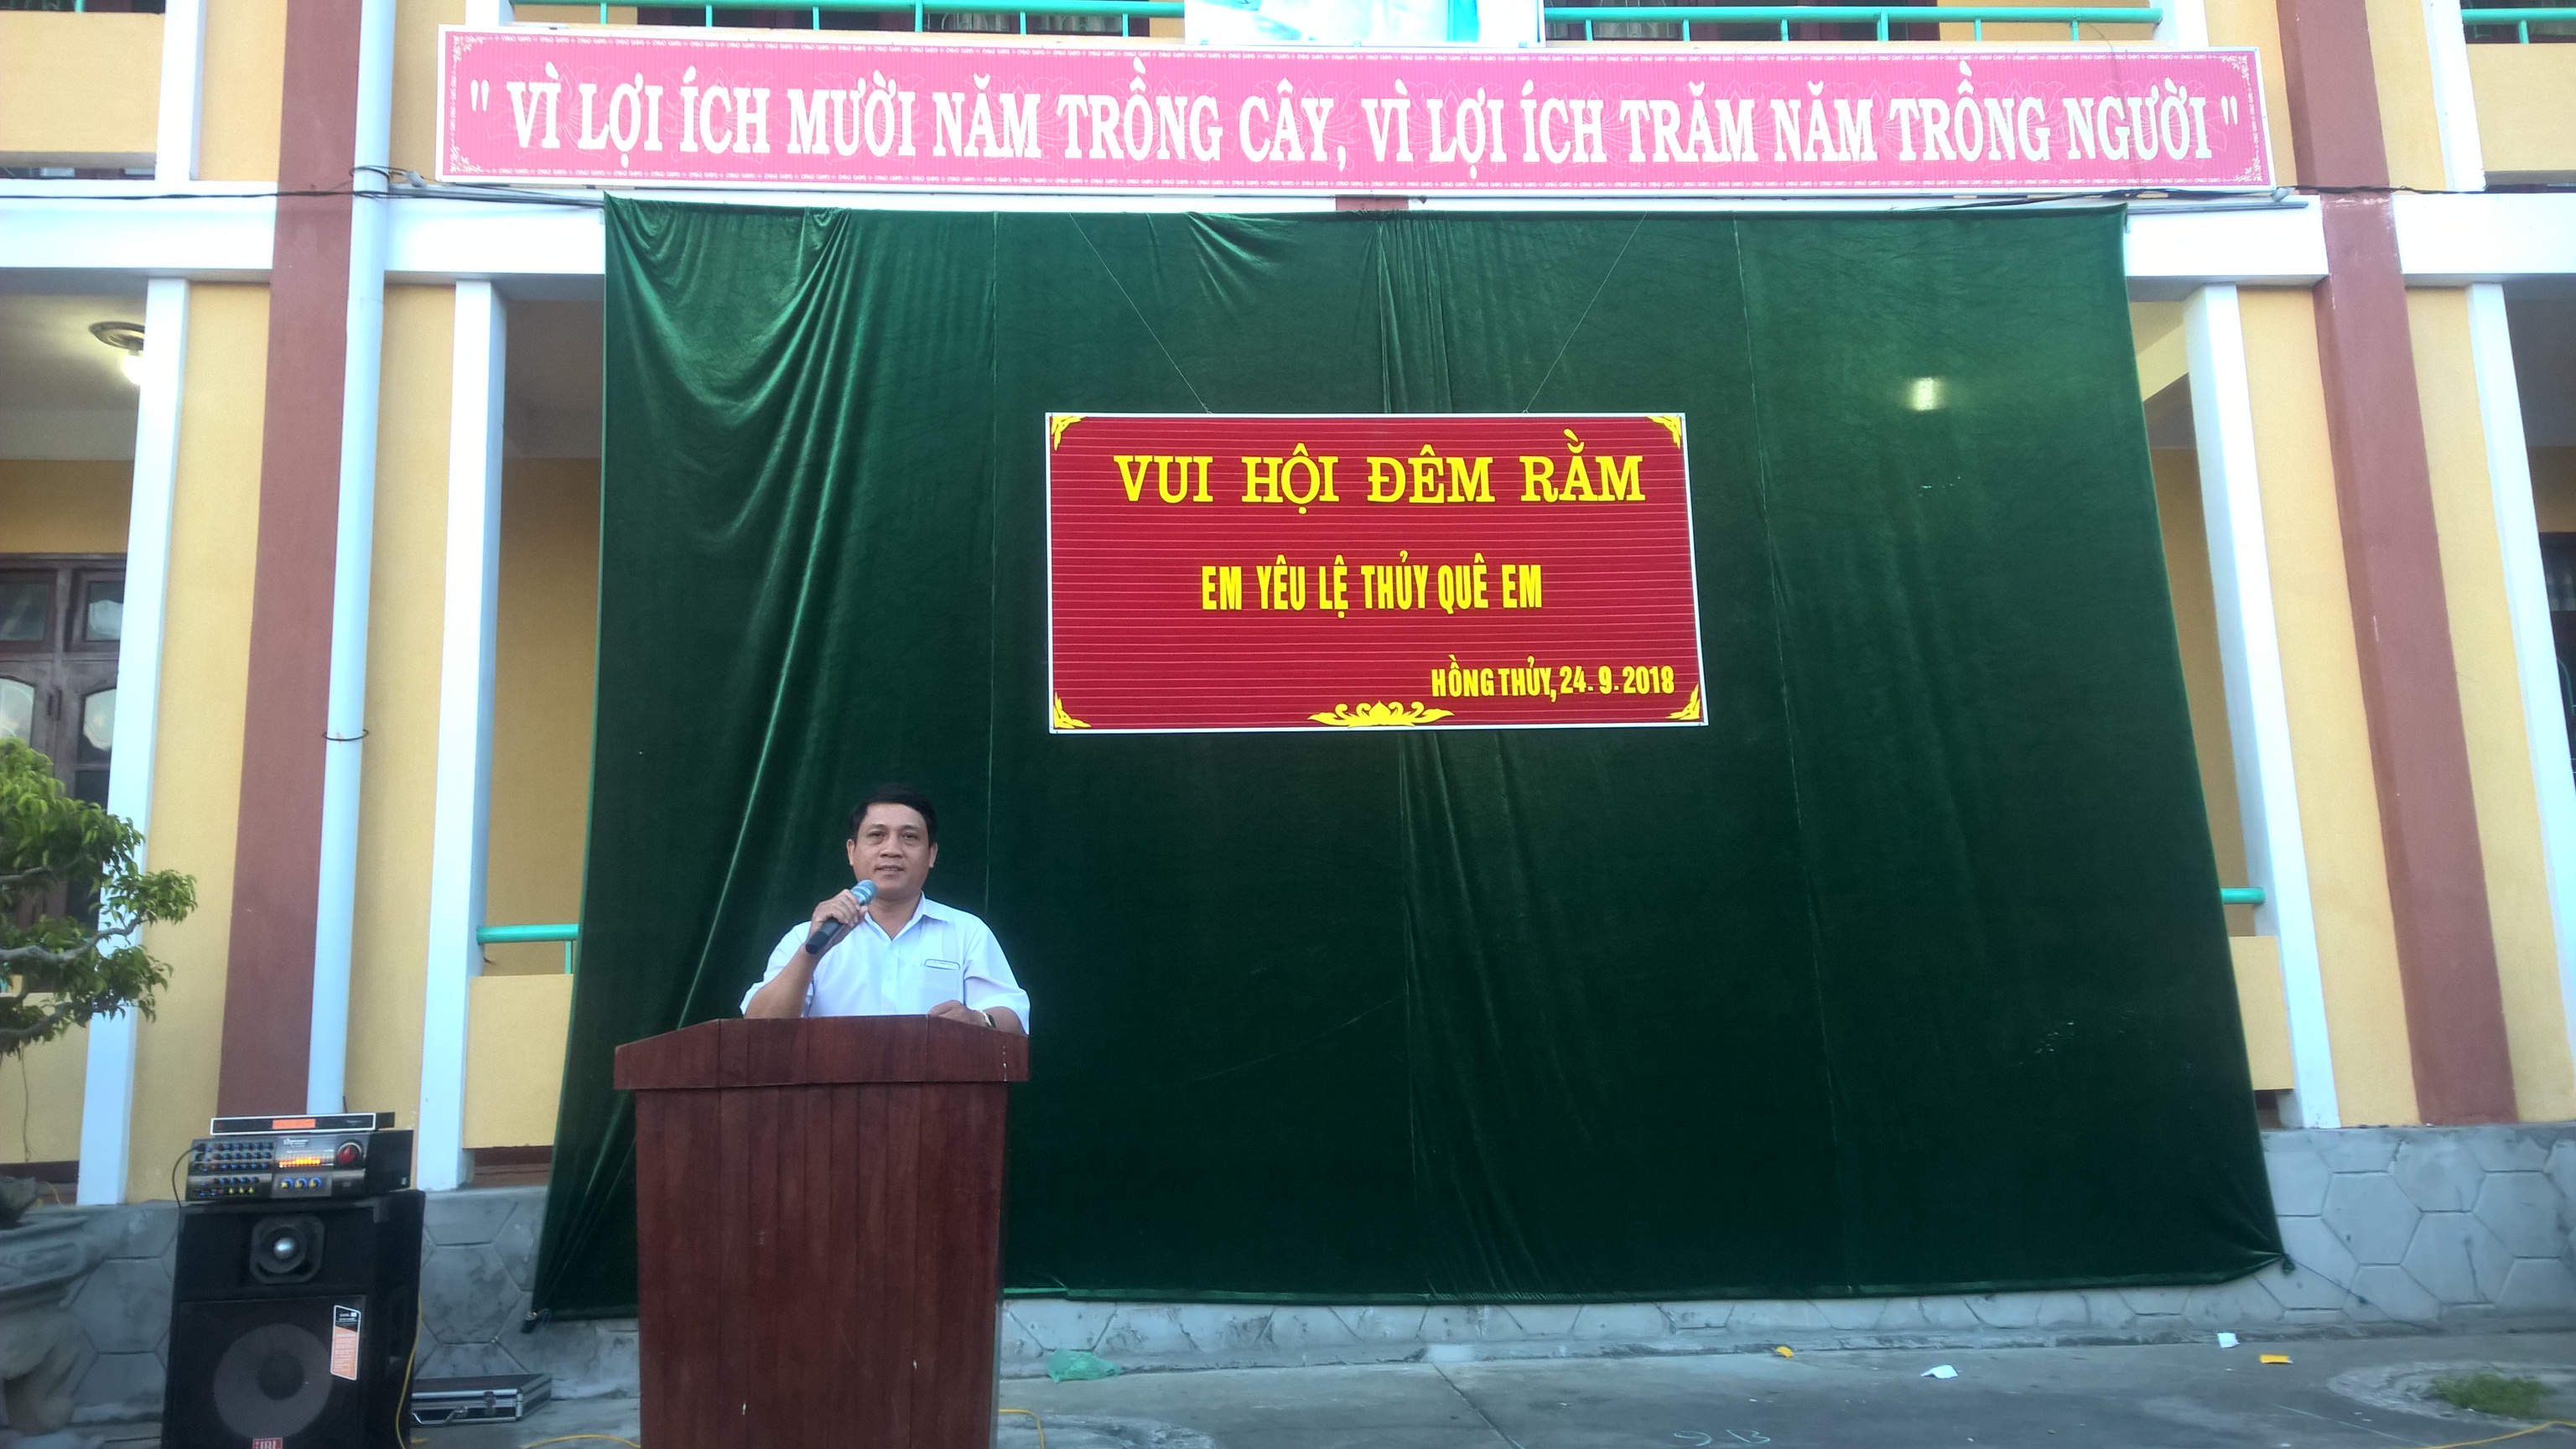 " VÌ LỢI ÍCH MƯỜI NĂM TRỒNG CÂY, VÌ LỢI ÍCH TRĂM NĂM TRỒNG NGƯỜI "
VUI HỘI ĐÊM RẰM
EM YÊU LỆ THỦY QUÊ EM
HỒNG THỦY, 24. 9. 2018
JBL